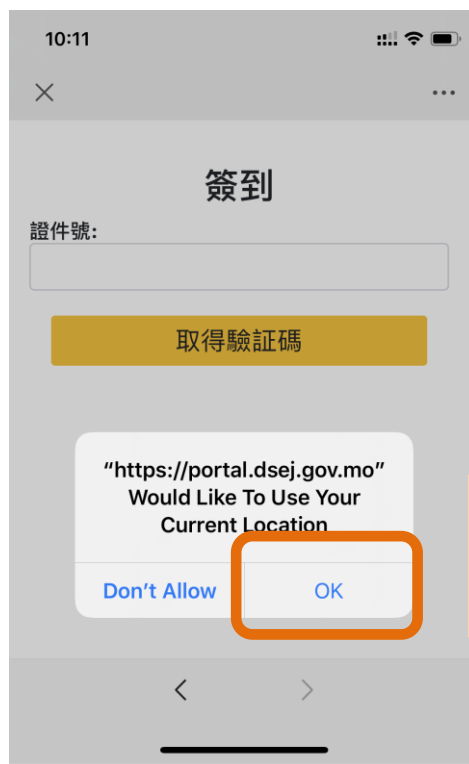 10:11
簽到
證件號:
取得驗証碼
“https://portal.dsej.gov.mo”
Would Like To Use Your
Current Location
Don’t Allow
OK